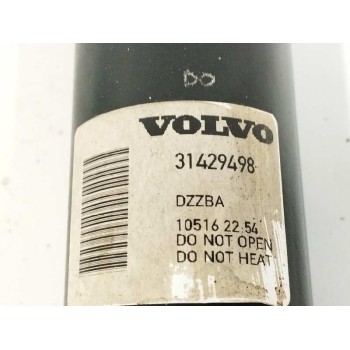 DO
VOLVO
31429498
DZZBA
10516 22:54
DO NOT OPEN
DO NOT HEAT